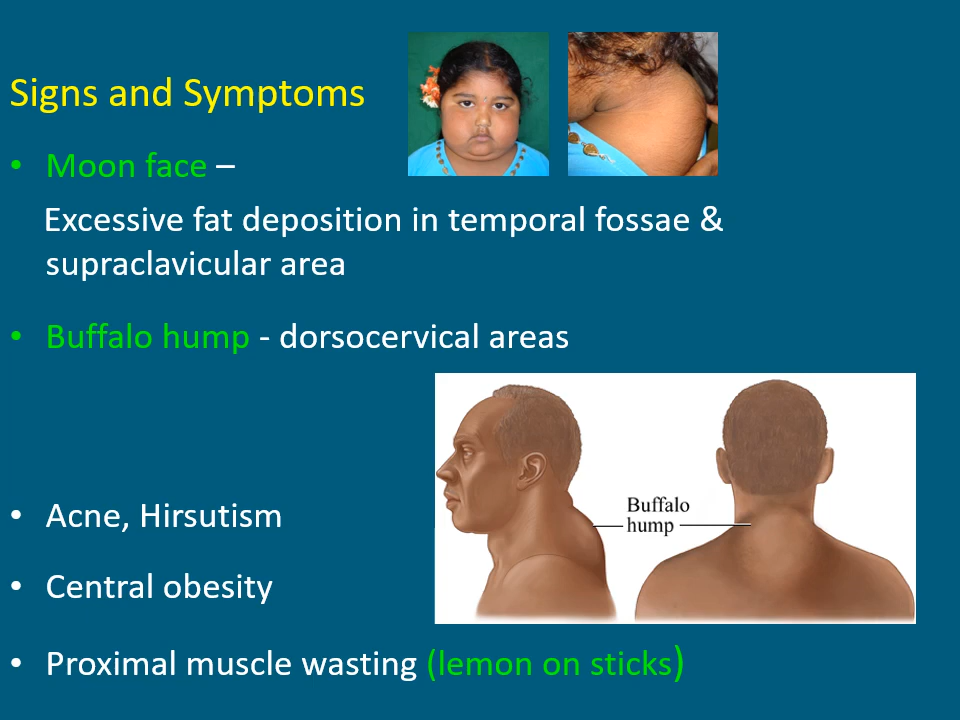 Signs and Symptoms
• Moon face –
Excessive fat deposition in temporal fossae &
supraclavicular area
• Buffalo hump - dorsocervical areas
Buffalo
hump
• Acne, Hirsutism
• Central obesity
• Proximal muscle wasting (lemon on sticks)